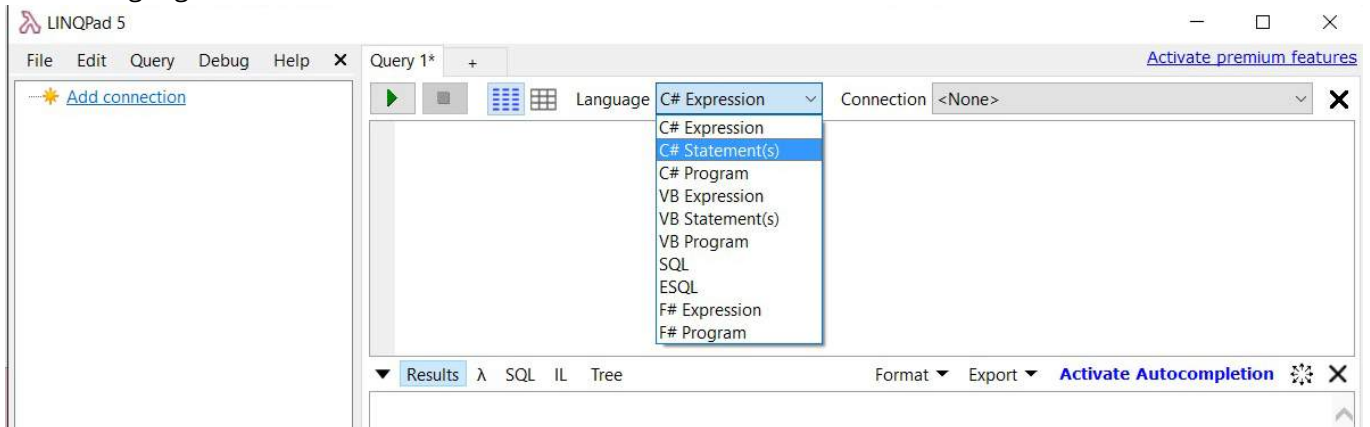 LINQPad 5
File Edit Query Debug Help
Query 1* +
Activate premium features
Add connection
Language C# Expression Connection <None>
C# Expression
C# Statement(s)
C# Program
VB Expression
VB Statement(s)
VB Program
SQL
ESQL
F# Expression
F# Program
Results λ SQL IL Tree Format Export Activate Autocompletion